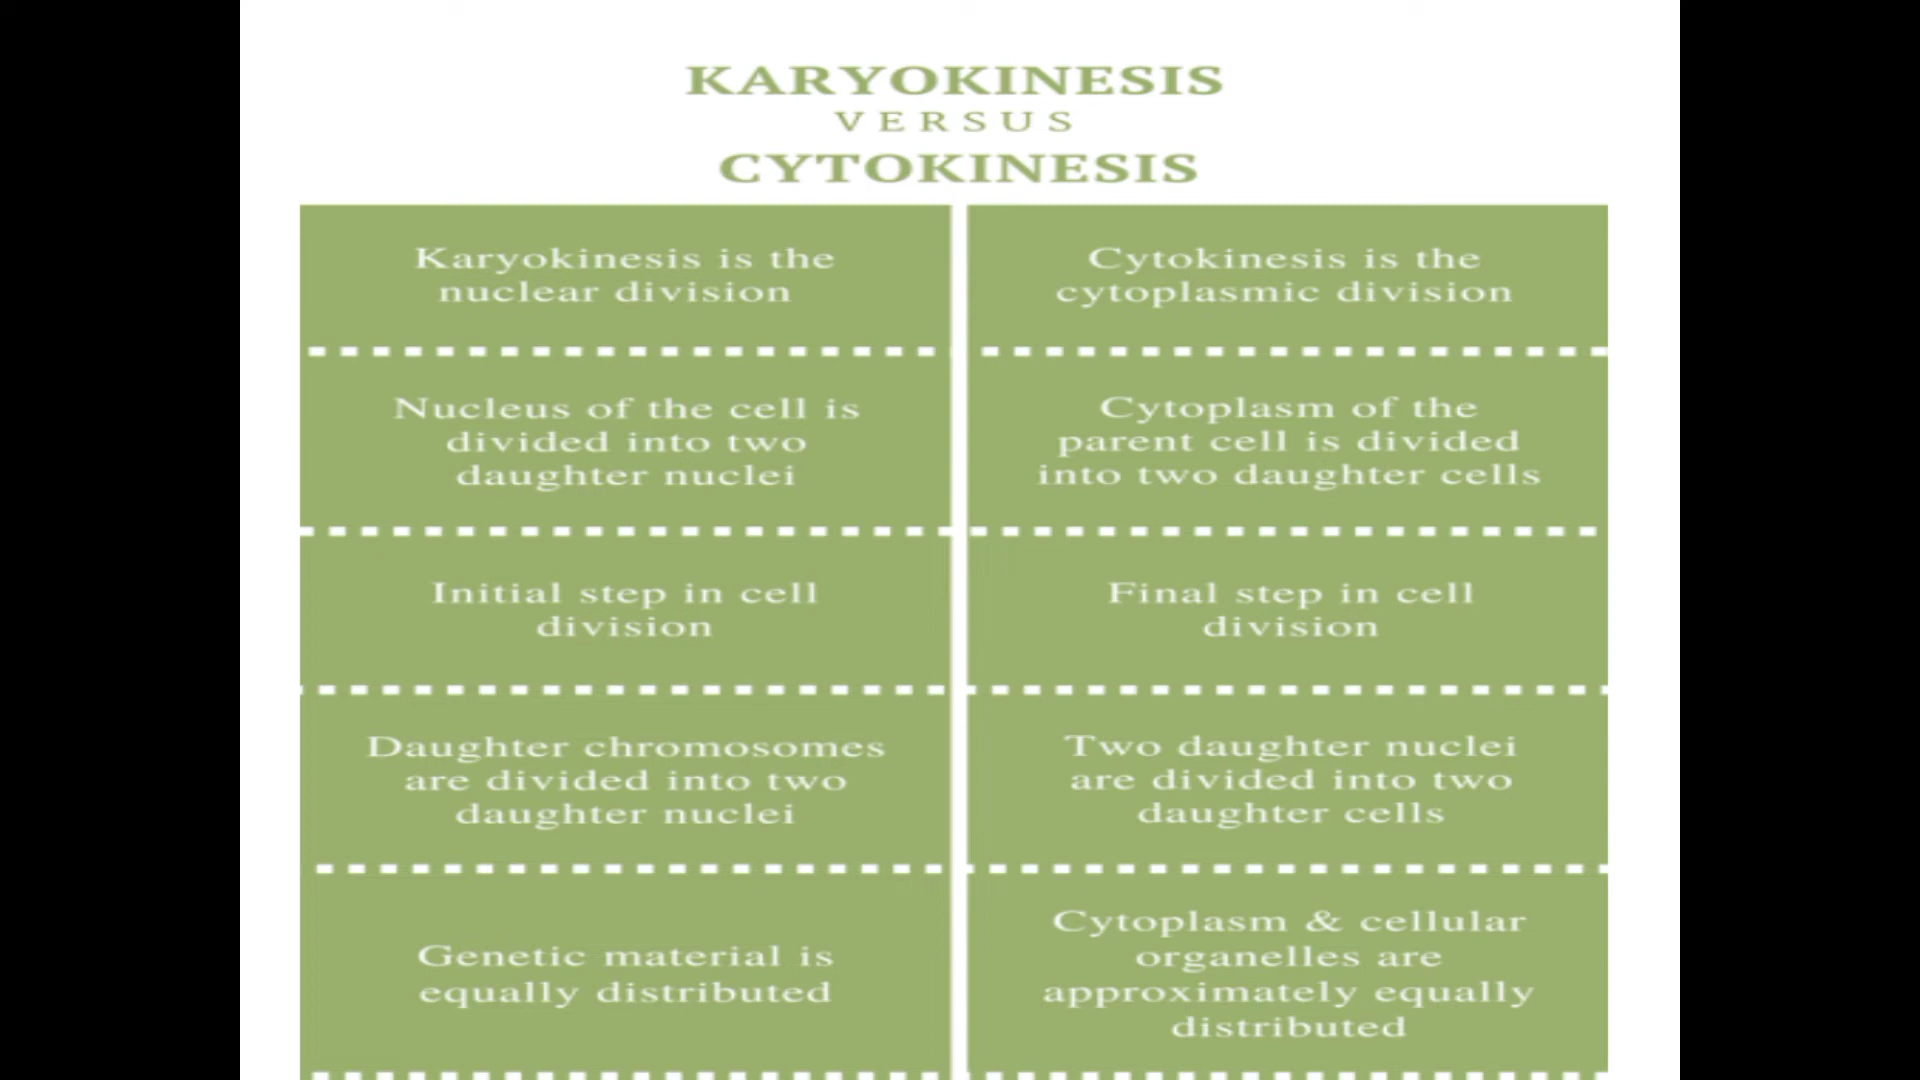 KARYOKINESIS
VERSUS
CYTOKINESIS
Karyokinesis is the
nuclear division
Cytokinesis is the
cytoplasmic division
Nucleus of the cell is
divided into two
daughter nuclei
Cytoplasm of the
parent cell is divided
into two daughter cells
Initial step in cell
division
Final step in cell
division
Daughter chromosomes
are divided into two
daughter nuclei
Two daughter nuclei
are divided into two
daughter cells
Genetic material is
equally distributed
Cytoplasm & cellular
organelles are
approximately equally
distributed